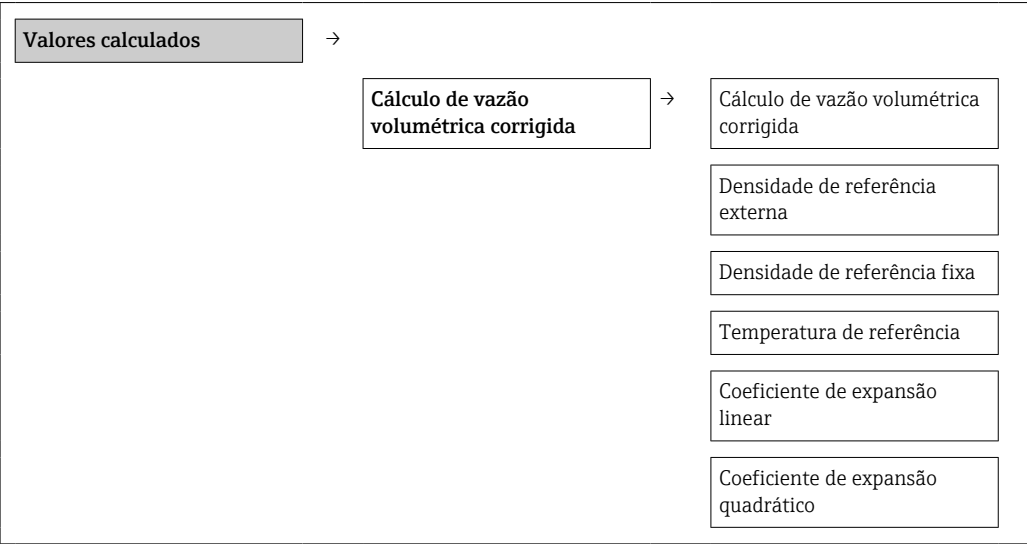 Valores calculados →
Cálculo de vazão
volumétrica corrigida
→
Cálculo de vazão volumétrica
corrigida
Densidade de referência
externa
Densidade de referência fixa
Temperatura de referência
Coeficiente de expansão
linear
Coeficiente de expansão
quadrático